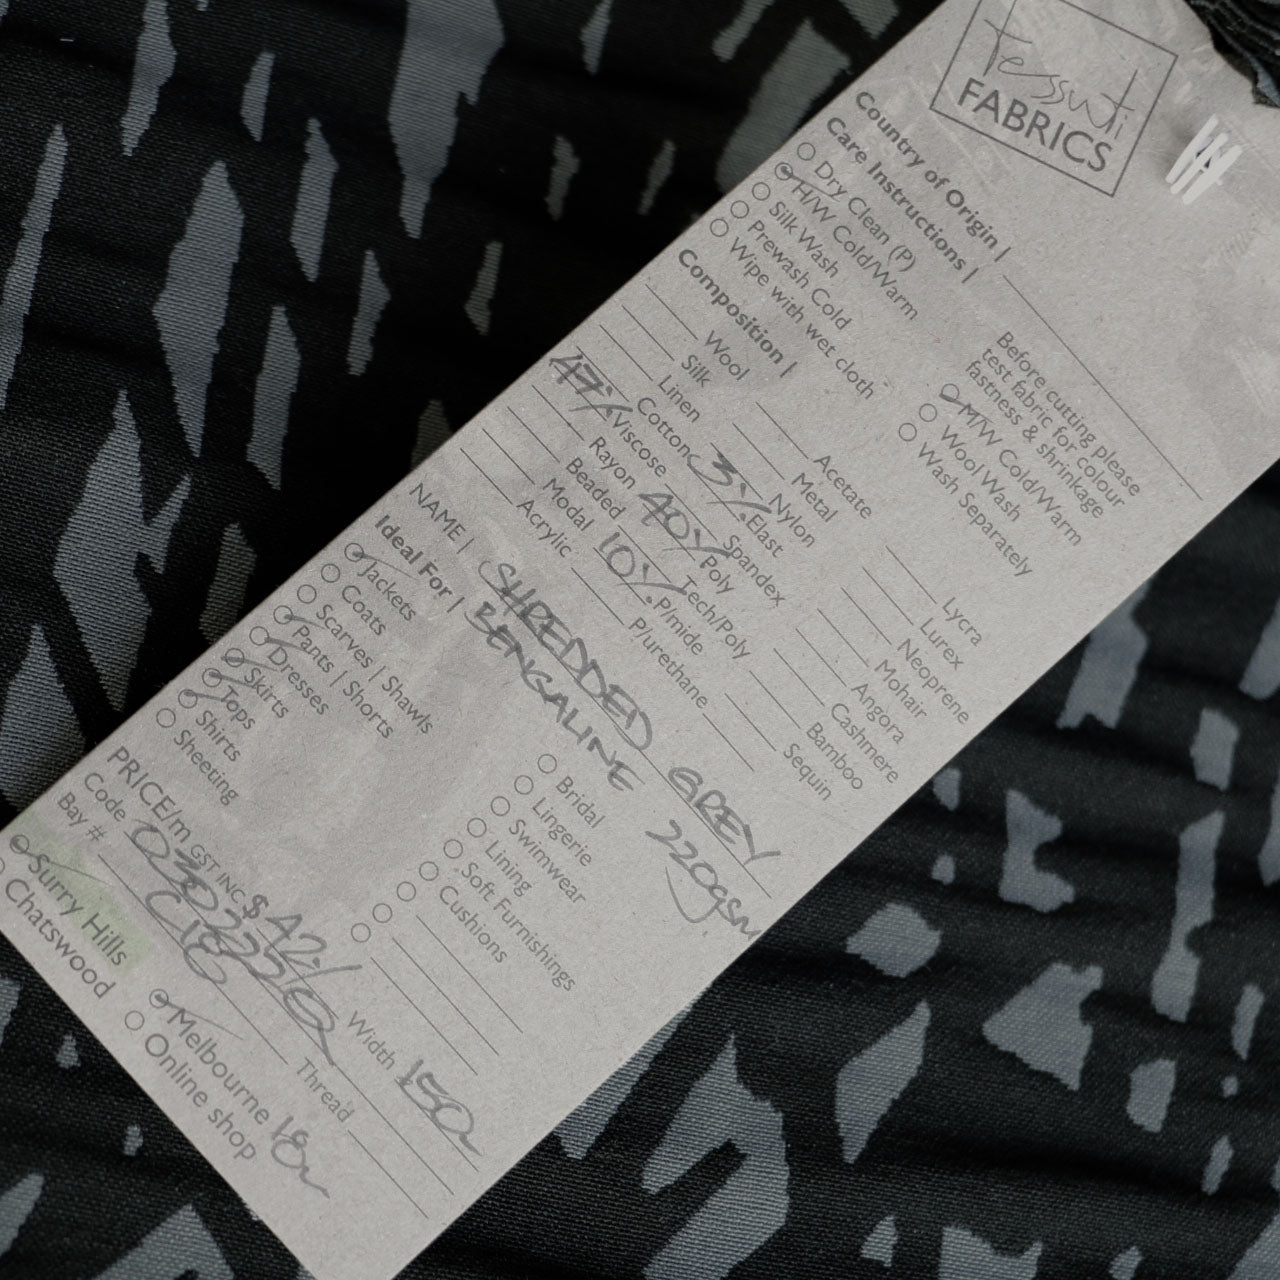 tessuti
FABRICS
Country of Origin |
Care Instructions |
Dry Clean (P)
H/W Cold/Warm
Silk Wash
Prewash Cold
Wipe with wet cloth
Before cutting please
test fabric for colour
fastness & shrinkage
M/W Cold/Warm
Wool Wash
Wash Separately
Composition |
Wool
Silk
Linen
Cotton
47% Viscose
Rayon
Beaded
Modal
Acrylic
Acetate
Metal
Nylon
3% Elast
Spandex
40% Poly
Tech/Poly
10% P/mide
P/urethane
Lycra
Lurex
Neoprene
Mohair
Angora
Cashmere
Bamboo
Sequin
NAME | SHREDDED GREY
BENGALINE 220gsm
Ideal For |
Jackets
Coats
Scarves | Shawls
Pants | Shorts
Dresses
Skirts
Tops
Shirts
Sheeting
Bridal
Lingerie
Swimwear
Lining
Soft Furnishings
Cushions
PRICE/m GST INC $ 42./ Width 150
Code
Bay # Thread
Surry Hills
Chatswood
Melbourne 18
Online shop